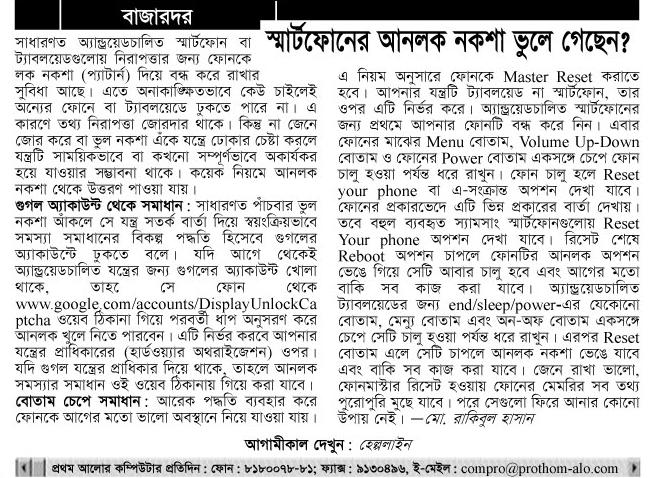 বাজারদর
স্মার্টফোনের আনলক নকশা ভুলে গেছেন?
সাধারণত অ্যান্ড্রয়েডচালিত স্মার্টফোন বা
ট্যাবলয়েডগুলোয় নিরাপত্তার জন্য ফোনকে
লক নকশা (প্যাটার্ন) দিয়ে বন্ধ করে রাখার
সুবিধা আছে। এতে অনাকাঙ্ক্ষিতভাবে কেউ চাইলেই
অন্যের ফোনে বা ট্যাবলয়েডে ঢুকতে পারে না। এ
কারণে তথ্য নিরাপত্তা জোরদার থাকে। কিন্তু না জেনে
জোর করে বা ভুল নকশা এঁকে যন্ত্রে ঢোকার চেষ্টা করলে
যন্ত্রটি সাময়িকভাবে বা কখনো সম্পূর্ণভাবে অকার্যকর
হয়ে যাওয়ার সম্ভাবনা থাকে। কয়েক নিয়মে আনলক
নকশা থেকে উত্তরণ পাওয়া যায়।
গুগল অ্যাকাউন্ট থেকে সমাধান : সাধারণত পাঁচবার ভুল
নকশা আঁকলে সে যন্ত্র সতর্ক বার্তা দিয়ে স্বয়ংক্রিয়ভাবে
সমস্যা সমাধানের বিকল্প পদ্ধতি হিসেবে গুগলের
অ্যাকাউন্টে ঢুকতে বলে। যদি আগে থেকেই
অ্যান্ড্রয়েডচালিত যন্ত্রের জন্য গুগলের অ্যাকাউন্ট খোলা
থাকে, তাহে সে ফোন থেকে
www.google.com/accounts/DisplayUnlockCa
ptcha ওয়েব ঠিকানা গিয়ে পরবর্তী ধাপ অনুসরণ করে
আনলক খুলে নিতে পারবেন। এটি নির্ভর করবে আপনার
যন্ত্রের প্রাধিকারের (হার্ডওয়্যার অথরাইজেশন) ওপর।
যদি গুগল যন্ত্রের প্রাধিকার দিয়ে থাকে, তাহলে আনলক
সমস্যার সমাধান ওই ওয়েব ঠিকানায় গিয়ে করা যাবে।
বোতাম চেপে সমাধান : আরেক পদ্ধতি ব্যবহার করে
ফোনকে আগের মতো ভালো অবস্থানে নিয়ে যাওয়া যায়।
এ নিয়ম অনুসারে ফোনকে Master Reset করাতে
হবে। আপনার যন্ত্রটি ট্যাবলয়েড না স্মার্টফোন, তার
ওপর এটি নির্ভর করে। অ্যান্ড্রয়েডচালিত স্মার্টফোনের
জন্য প্রথমে আপনার ফোনটি বন্ধ করে নিন। এবার
ফোনের মাঝের Menu বোতাম, Volume Up-Down
বোতাম ও ফোনের Power বোতাম একসঙ্গে চেপে ফোন
চালু হওয়া পর্যন্ত ধরে রাখুন। ফোন চালু হলে Reset
your phone বা এ-সংক্রান্ত অপশন দেখা যাবে।
ফোনের প্রকারভেদে এটি ভিন্ন প্রকারের বার্তা দেখায়।
তবে বহুল ব্যবহৃত স্যামসাং স্মার্টফোনগুলোয় Reset
Your phone অপশন দেখা যাবে। রিসেট শেষে
Reboot অপশন চাপলে ফোনটির আনলক অপশন
ভেঙে গিয়ে সেটি আবার চালু হবে এবং আগের মতো
বাকি সব কাজ করা যাবে। অ্যান্ড্রয়েডচালিত
ট্যাবলয়েডের জন্য end/sleep/power-এর যেকোনো
বোতাম, মেন্যু বোতাম এবং অন-অফ বোতাম একসঙ্গে
চেপে সেটি চালু হওয়া পর্যন্ত ধরে রাখুন। এরপর Reset
বোতাম এলে সেটি চাপলে আনলক নকশা ভেঙে যাবে
এবং বাকি সব কাজ করা যাবে। জেনে রাখা ভালো,
ফোনমাস্টার রিসেট হওয়ায় ফোনের মেমরির সব তথ্য
পুরোপুরি মুছে যাবে। পরে সেগুলো ফিরে আনার কোনো
উপায় নেই। —মো. রাকিবুল হাসান
আগামীকাল দেখুন : হেল্পলাইন
প্রথম আলোর কম্পিউটার প্রতিদিন : ফোন : ৮১৮০০৭৮-৮১; ফ্যাক্স : ৯১৩০৪৯৬, ই-মেইল : compro@prothom-alo.com